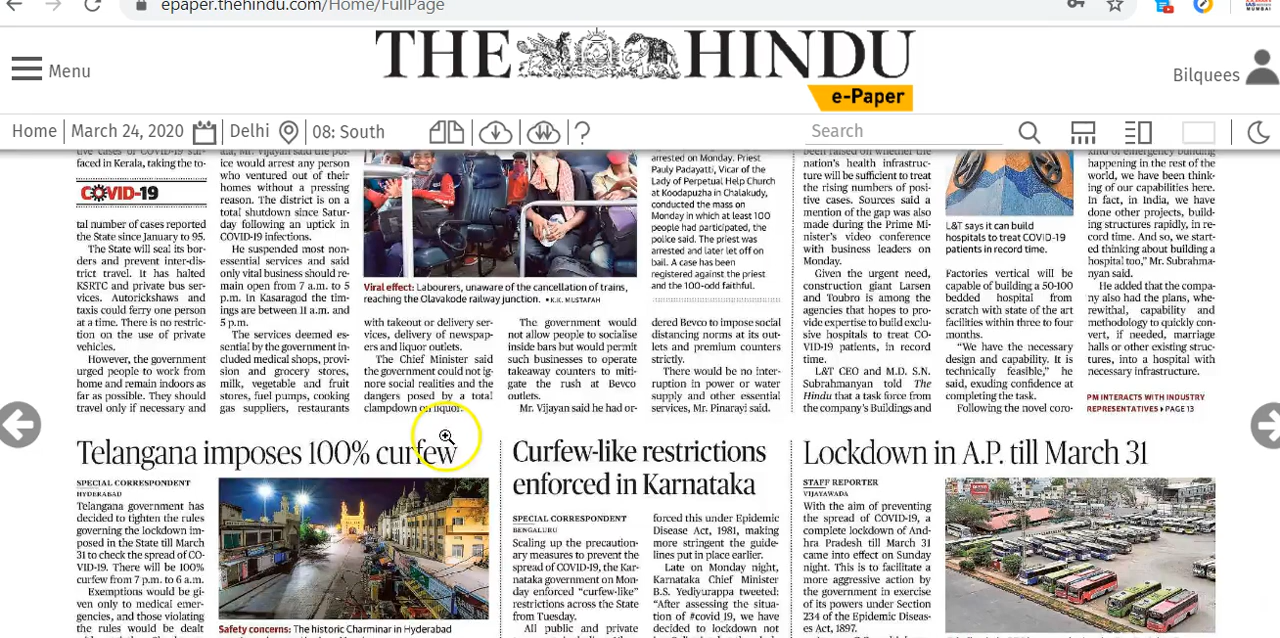 epaper.thehindu.com/Home/FullPage
Menu
THE HINDU
e-Paper
Bilquees
Home
March 24, 2020
Delhi
08: South
?
Search
faced in Kerala, taking the to-
COVID-19
tal number of cases reported
the State since January to 95.
The State will seal its bor-
ders and prevent inter-dis-
trict travel. It has halted
KSRTC and private bus ser-
vices. Autorickshaws and
taxis could ferry one person
at a time. There is no restric-
tion on the use of private
vehicles.
However, the government
urged people to work from
home and remain indoors as
far as possible. They should
travel only if necessary and
ice would arrest any person
who ventured out of their
homes without a pressing
reason. The district is on a
total shutdown since Satur-
day following an uptick in
COVID-19 infections.
He suspended most non-
essential services and said
only vital business should re-
main open from 7 a.m. to 5
p.m. In Kasaragod the tim-
ings are between 11 a.m. and
5 p.m.
The services deemed es-
sential by the government in-
cluded medical shops, provi-
sion and grocery stores,
milk, vegetable and fruit
stores, fuel pumps, cooking
gas suppliers, restaurants
Viral effect: Labourers, unaware of the cancellation of trains,
reaching the Olavakode railway junction. • K.K. MUSTAFAH
with takeout or delivery ser-
vices, delivery of newspap-
ers and liquor outlets.
The Chief Minister said
the government could not ig-
nore social realities and the
dangers posed by a total
clampdown on liquor.
The government would
not allow people to socialise
inside bars but would permit
such businesses to operate
takeaway counters to miti-
gate the rush at Bevco
outlets.
Mr. Vijayan said he had or-
arrested on Monday. Priest
Pauly Padayatti, Vicar of the
Lady of Perpetual Help Church
at Koodapuzha in Chalakudy,
conducted the mass on
Monday in which at least 100
people had participated, the
police said. The priest was
arrested and later let off on
bail. A case has been
registered against the priest
and the 100-odd faithful.
dered Bevco to impose social
distancing norms at its out-
lets and premium counters
strictly.
There would be no inter-
ruption in power or water
supply and other essential
services, Mr. Pinarayi said.
been raised on whether the
nation's health infrastruc-
ture will be sufficient to treat
the rising numbers of posi-
tive cases. Sources said a
mention of the gap was also
made during the Prime Mi-
nister's video conference
with business leaders on
Monday.
Given the urgent need,
construction giant Larsen
and Toubro is among the
agencies that hopes to pro-
vide expertise to build exclu-
sive hospitals to treat CO-
VID-19 patients, in record
time.
L&T CEO and M.D. S.N.
Subrahmanyan told The
Hindu that a task force from
the company's Buildings and
L&T says it can build
hospitals to treat COVID-19
patients in record time.
Factories vertical will be
capable of building a 50-100
bedded hospital from
scratch with state of the art
facilities within three to four
months.
“We have the necessary
design and capability. It is
technically feasible,” he
said, exuding confidence at
completing the task.
Following the novel coro-
happening in the rest of the
world, we have been think-
ing of our capabilities here.
In fact, in India, we have
done other projects, build-
ing structures rapidly, in re-
cord time. And so, we start-
ed thinking about building a
hospital too,” Mr. Subrahma-
nyan said.
He added that the compa-
ny also had the plans, whe-
rewithal, capability and
methodology to quickly con-
vert, if needed, marriage
halls or other existing struc-
tures, into a hospital with
necessary infrastructure.
PM INTERACTS WITH INDUSTRY
REPRESENTATIVES PAGE 13
Telangana imposes 100% curfew
SPECIAL CORRESPONDENT
HYDERABAD
Telangana government has
decided to tighten the rules
governing the lockdown im-
posed in the State till March
31 to check the spread of CO-
VID-19. There will be 100%
curfew from 7 p.m. to 6 a.m.
Exemptions would be gi-
ven only to medical emer-
gencies, and those violating
the rules would be dealt
Safety concerns: The historic Charminar in Hyderabad
Curfew-like restrictions
enforced in Karnataka
SPECIAL CORRESPONDENT
BENGALURU
Scaling up the precaution-
ary measures to prevent the
spread of COVID-19, the Kar-
nataka government on Mon-
day enforced “curfew-like”
restrictions across the State
from Tuesday.
All public and private
forced this under Epidemic
Disease Act, 1981, making
more stringent the guide-
lines put in place earlier.
Late on Monday night,
Karnataka Chief Minister
B.S. Yediyurappa tweeted:
“After assessing the situa-
tion of #covid 19, we have
decided to lockdown not
Lockdown in A.P. till March 31
STAFF REPORTER
VIJAYAWADA
With the aim of preventing
the spread of COVID-19, a
complete lockdown of And-
hra Pradesh till March 31
came into effect on Sunday
night. This is to facilitate a
more aggressive action by
the government in exercise
of its powers under Section
234 of the Epidemic Diseas-
es Act, 1897.